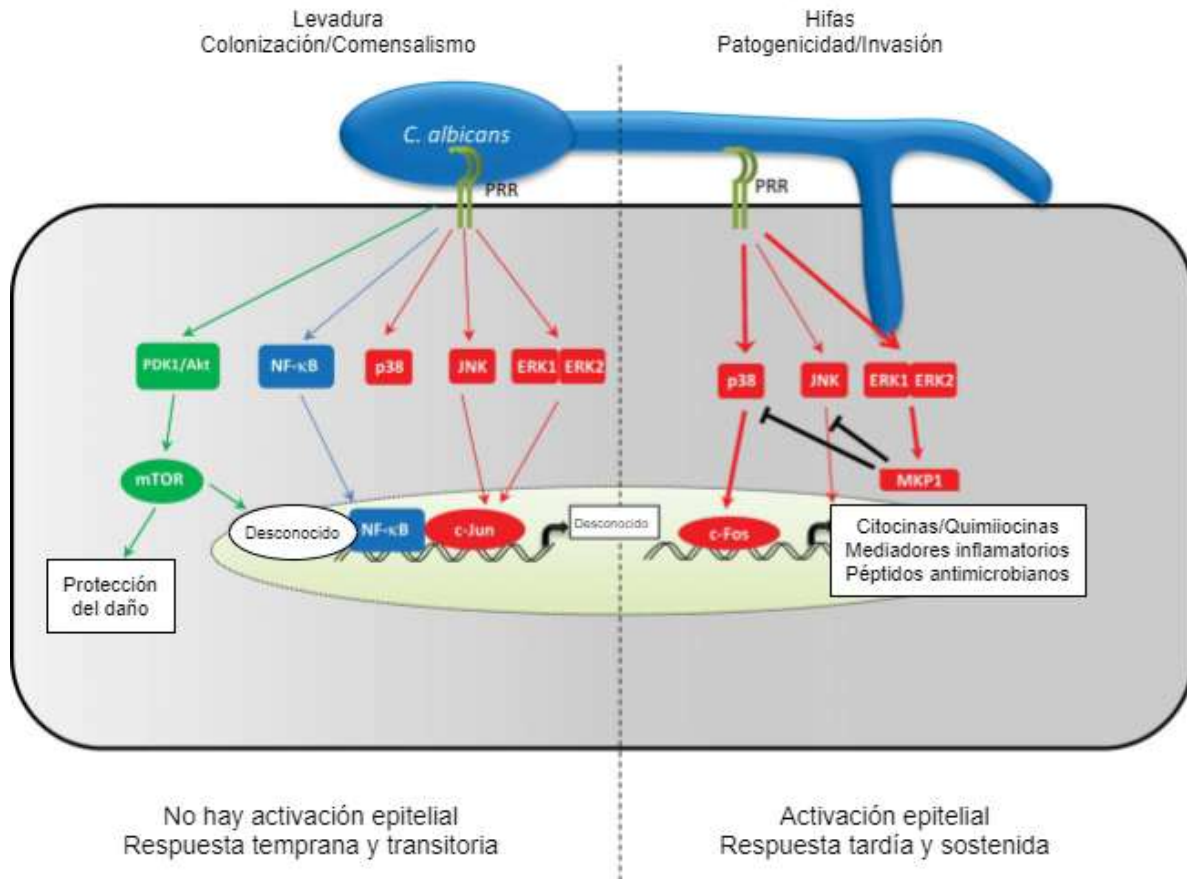 Levadura
Colonización/Comensalismo
Hifas
Patogenicidad/Invasión
C. albicans
PRR
PRR
PDK1/Akt
NF-κB
p38
JNK
ERK1
ERK2
p38
JNK
ERK1
ERK2
mTOR
MKP1
Desconocido
NF-κB
c-Jun
Desconocido
c-Fos
Citocinas/Quimiiocinas
Mediadores inflamatorios
Péptidos antimicrobianos
Protección
del daño
No hay activación epitelial
Respuesta temprana y transitoria
Activación epitelial
Respuesta tardía y sostenida